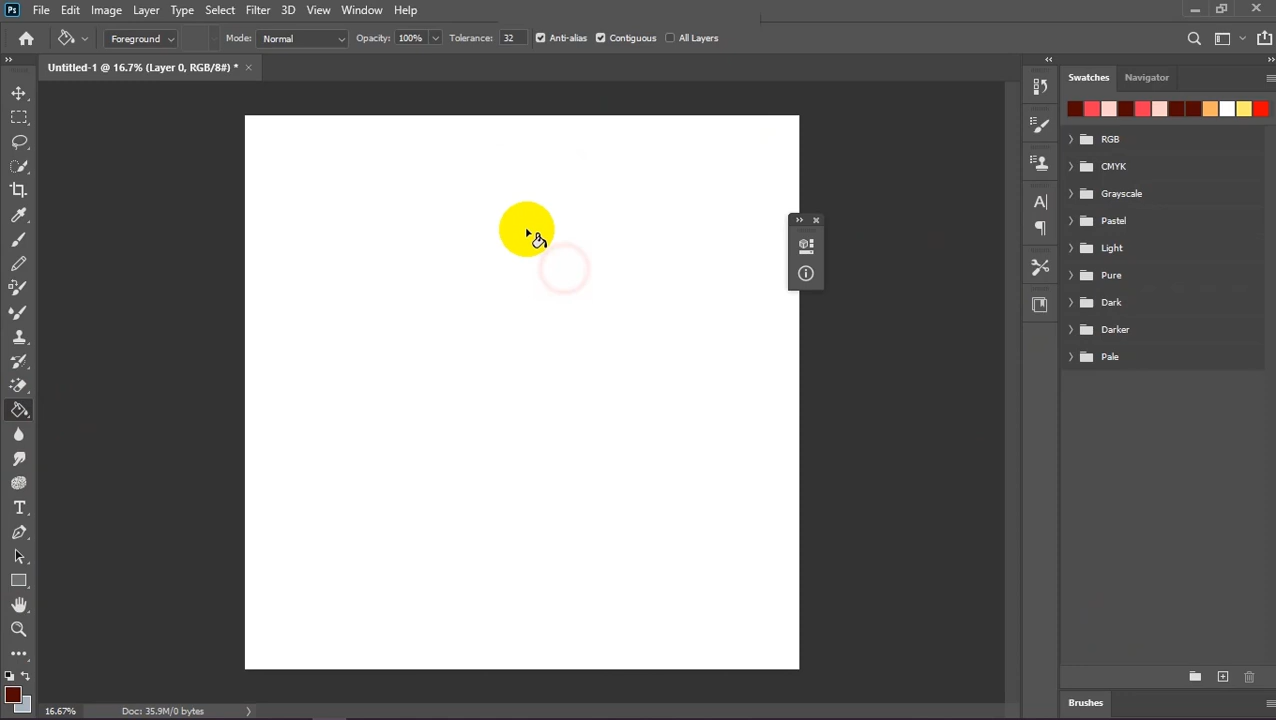 Ps File Edit Image Layer Type Select Filter 3D View Window Help
Foreground Mode: Normal Opacity: 100% Tolerance: 32 Anti-alias Contiguous All Layers
Untitled-1 @ 16.7% (Layer 0, RGB/8#) * ×
Swatches Navigator
RGB
CMYK
Grayscale
Pastel
Light
Pure
Dark
Darker
Pale
Brushes
16.67% Doc: 35.9M/0 bytes